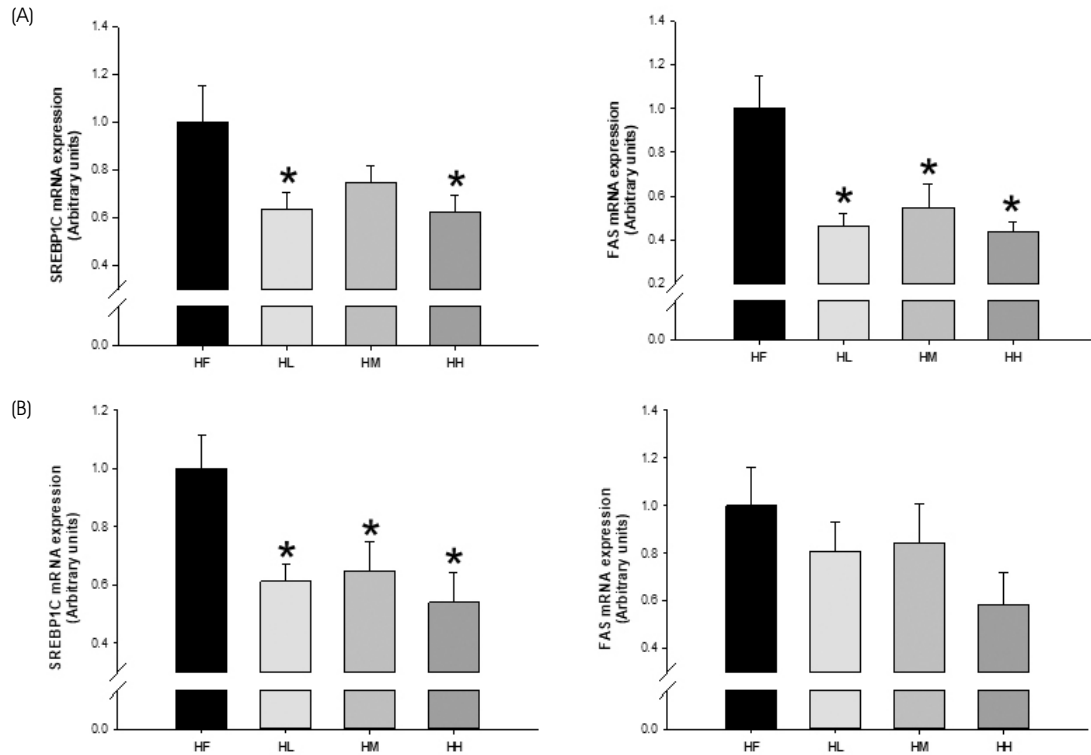 (A)
SREBP1C mRNA expression
(Arbitrary units)
1.4
1.2
1.0
0.8
0.6
0.4
0.0
*
*
HF
HL
HM
HH
FAS mRNA expression
(Arbitrary units)
1.4
1.2
1.0
0.8
0.6
0.4
0.2
0.0
*
*
*
HF
HL
HM
HH
(B)
SREBP1C mRNA expression
(Arbitrary units)
1.2
1.0
0.8
0.6
0.4
0.0
*
*
*
HF
HL
HM
HH
FAS mRNA expression
(Arbitrary units)
1.4
1.2
1.0
0.8
0.6
0.4
0.0
HF
HL
HM
HH